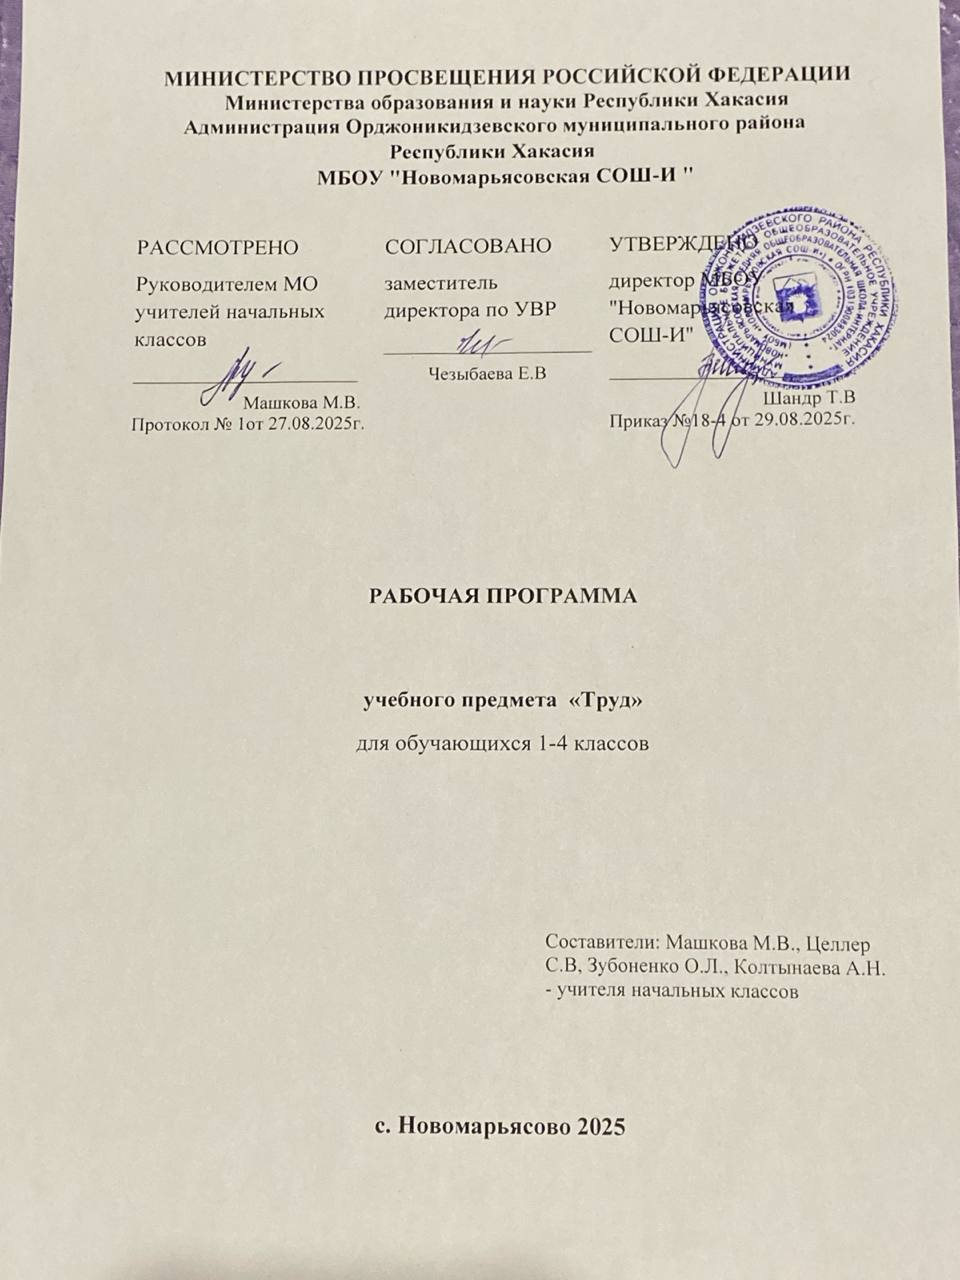 МИНИСТЕРСТВО ПРОСВЕЩЕНИЯ РОССИЙСКОЙ ФЕДЕРАЦИИ
Министерства образования и науки Республики Хакасия
Администрация Орджоникидзевского муниципального района
Республики Хакасия
МБОУ "Новомарьясовская СОШ-И "
РАССМОТРЕНО
Руководителем МО
учителей начальных
классов
Машкова М.В.
Протокол № 1от 27.08.2025г.
СОГЛАСОВАНО
заместитель
директора по УВР
Чезыбаева Е.В
УТВЕРЖДЕНО
директор МБОУ
"Новомарьясовская
СОШ-И"
Шандр Т.В
Приказ №18-4 от 29.08.2025г.
РАБОЧАЯ ПРОГРАММА
учебного предмета «Труд»
для обучающихся 1-4 классов
Составители: Машкова М.В., Целлер
С.В, Зубоненко О.Л., Колтынаева А.Н.
- учителя начальных классов
с. Новомарьясово 2025